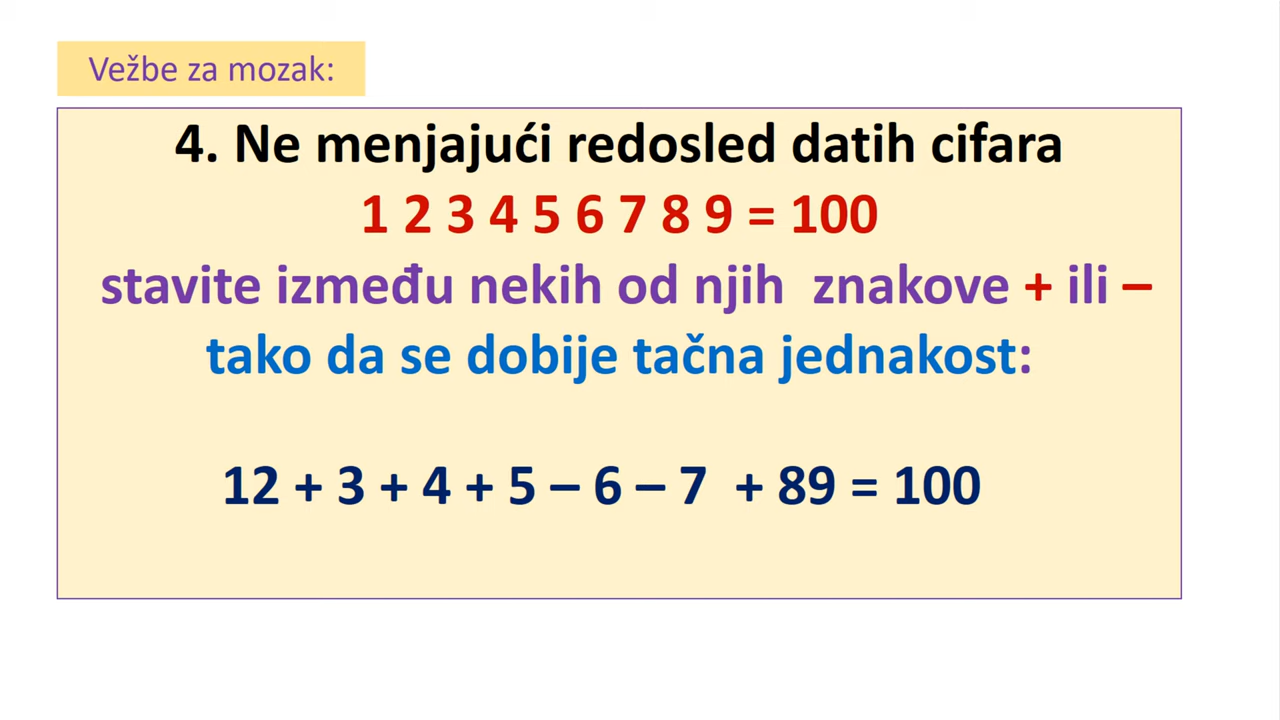 Vežbe za mozak:
4. Ne menjajući redosled datih cifara
1 2 3 4 5 6 7 8 9 = 100
stavite između nekih od njih znakove + ili –
tako da se dobije tačna jednakost:
12 + 3 + 4 + 5 – 6 – 7 + 89 = 100